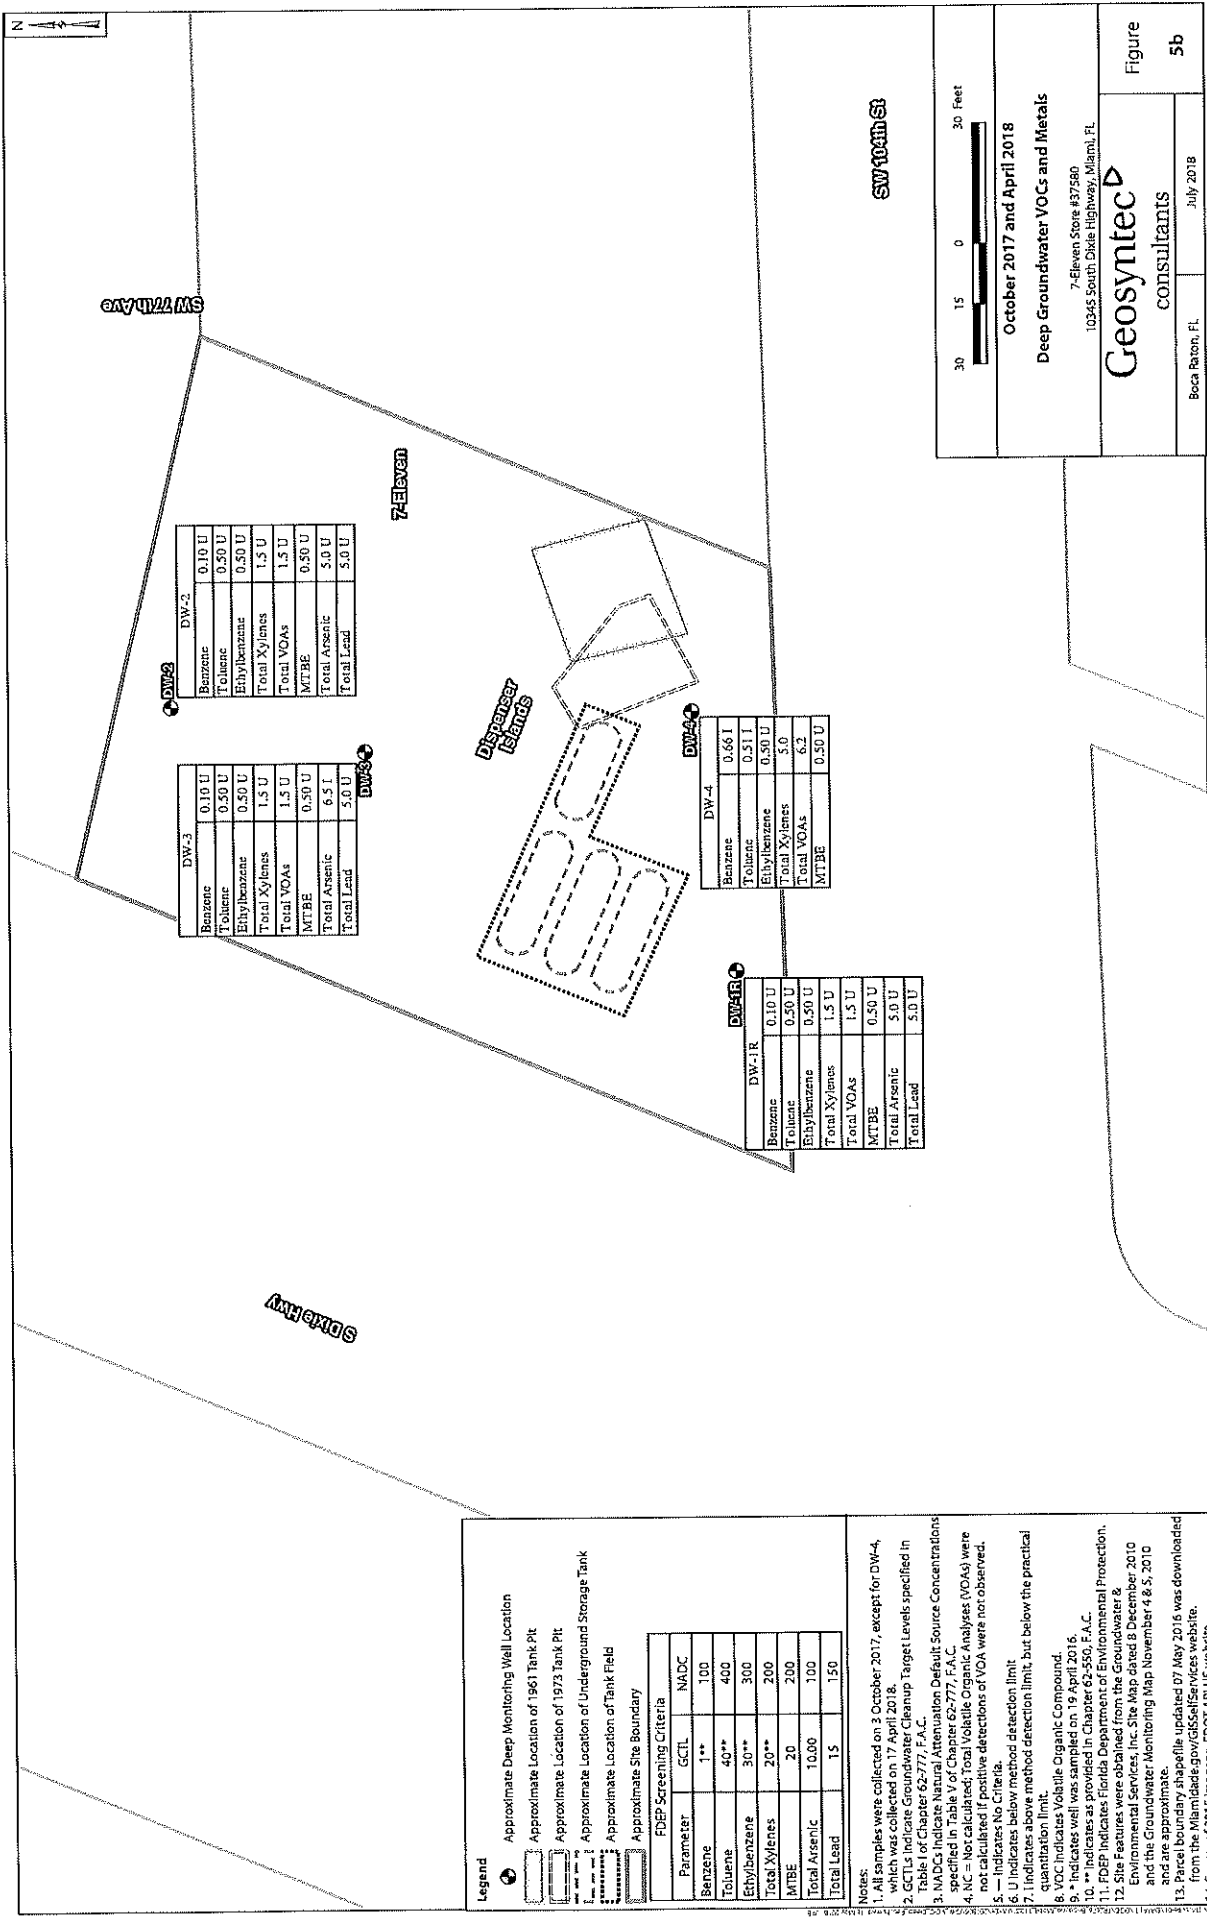 N
SW 77th Ave
SW 104th St
S Dixie Hwy
7-Eleven
Dispenser
Islands
DW-2
DW-2
Benzene 0.10 U
Toluene 0.50 U
Ethylbenzene 0.50 U
Total Xylenes 1.5 U
Total VOAs 1.5 U
MTBE 0.50 U
Total Arsenic 5.0 U
Total Lead 5.0 U
DW-3
DW-3
Benzene 0.10 U
Toluene 0.50 U
Ethylbenzene 0.50 U
Total Xylenes 1.5 U
Total VOAs 1.5 U
MTBE 0.50 U
Total Arsenic 6.5 I
Total Lead 5.0 U
DW-4
DW-4
Benzene 0.66 I
Toluene 0.51 I
Ethylbenzene 0.50 U
Total Xylenes 5.0
Total VOAs 6.2
MTBE 0.50 U
DW-1R
DW-1R
Benzene 0.10 U
Toluene 0.50 U
Ethylbenzene 0.50 U
Total Xylenes 1.5 U
Total VOAs 1.5 U
MTBE 0.50 U
Total Arsenic 5.0 U
Total Lead 5.0 U
Legend
Approximate Deep Monitoring Well Location
Approximate Location of 1961 Tank Pit
Approximate Location of 1973 Tank Pit
Approximate Location of Underground Storage Tank
Approximate Location of Tank Field
Approximate Site Boundary
FDEP Screening Criteria
Parameter GCTL NADC
Benzene 1** 100
Toluene 40** 400
Ethylbenzene 30** 300
Total Xylenes 20** 200
MTBE 20 200
Total Arsenic 10.00 100
Total Lead 15 150
Notes:
1. All samples were collected on 3 October 2017, except for DW-4,
which was collected on 17 April 2018.
2. GCTLs indicate Groundwater Cleanup Target Levels specified in
Table I of Chapter 62-777, F.A.C.
3. NADCs indicate Natural Attenuation Default Source Concentrations
specified in Table V of Chapter 62-777, F.A.C.
4. NC = Not calculated; Total Volatile Organic Analyses (VOAs) were
not calculated if positive detections of VOA were not observed.
5. — Indicates No Criteria.
6. U indicates below method detection limit
7. I indicates above method detection limit, but below the practical
quantitation limit.
8. VOC indicates Volatile Organic Compound.
9. * Indicates well was sampled on 19 April 2016.
10. ** Indicates as provided in Chapter 62-550, F.A.C.
11. FDEP indicates Florida Department of Environmental Protection.
12. Site Features were obtained from the Groundwater &
Environmental Services, Inc. Site Map dated 8 December 2010
and the Groundwater Monitoring Map November 4 & 5, 2010
and are approximate.
13. Parcel boundary shapefile updated 07 May 2016 was downloaded
from the Miamidade.gov/GISSelfServices website.
30 15 0 30 Feet
October 2017 and April 2018
Deep Groundwater VOCs and Metals
7-Eleven Store #37580
10345 South Dixie Highway, Miami, FL
Geosyntec
consultants
Boca Raton, FL
July 2018
Figure
5b